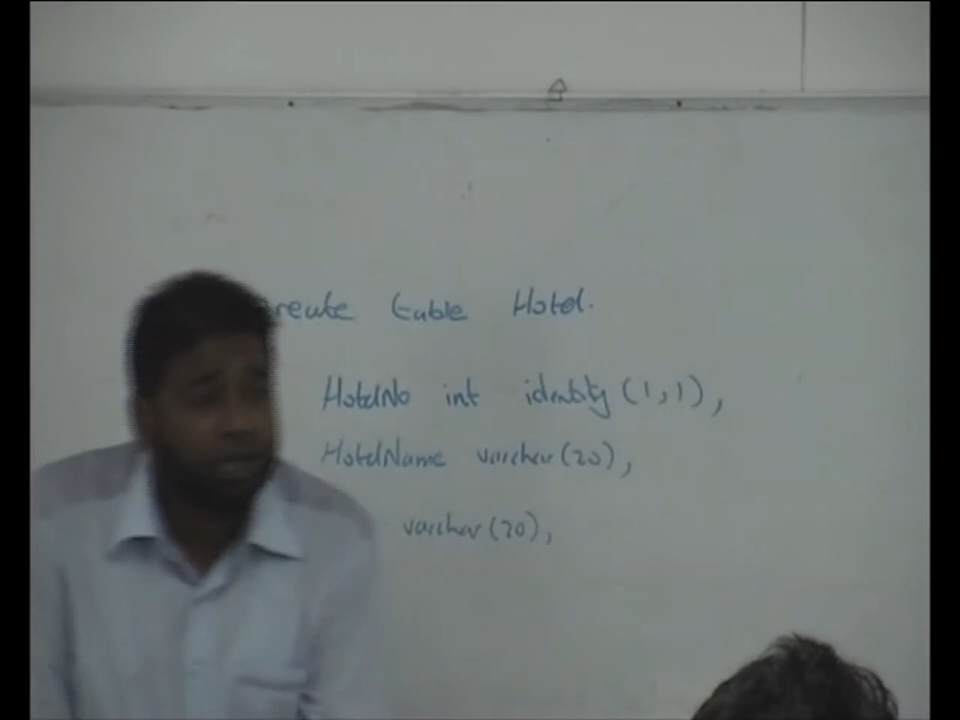 reate table Hotel.
HotelNo int identity (1,1),
HotelName varchar(20),
varchar(20),